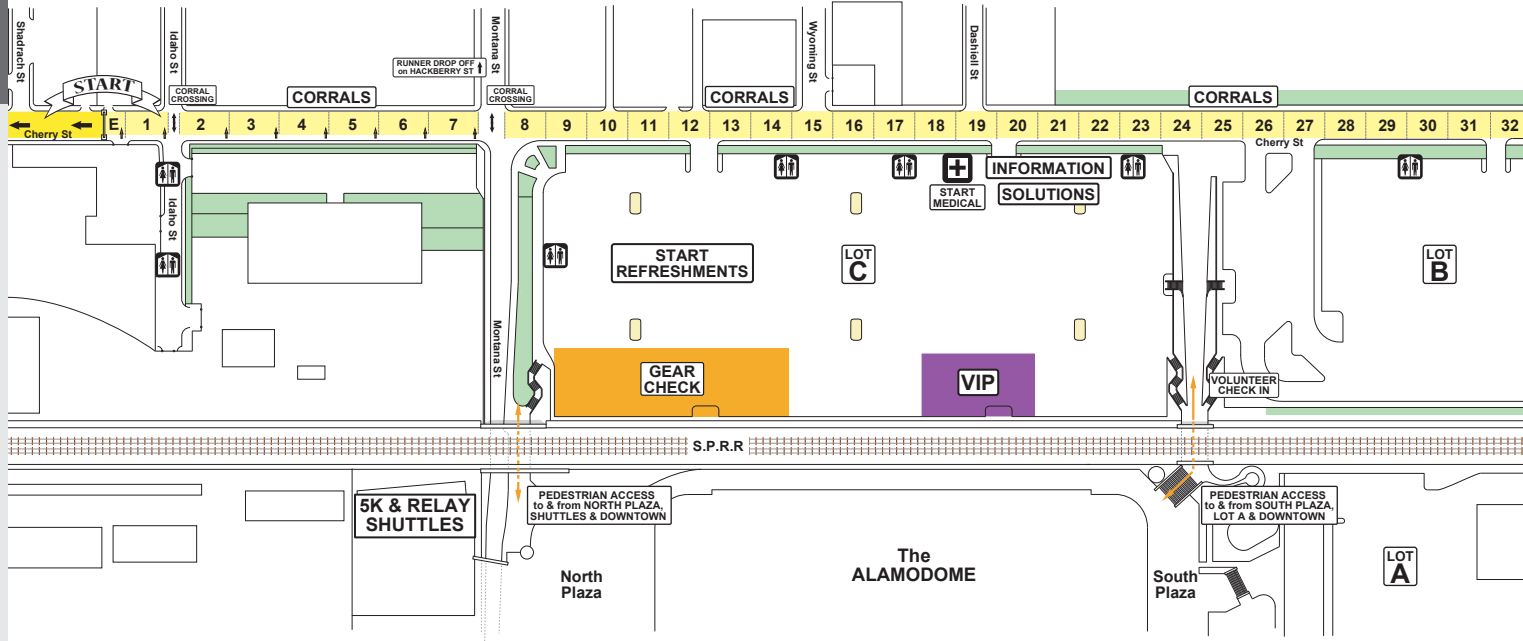 Shadrach St
Idaho St
Montana St
Wyoming St
Dashiell St
START
RUNNER DROP OFF
on HACKBERRY ST
CORRAL
CROSSING
CORRALS
CORRAL
CROSSING
CORRALS
CORRALS
E 1 2 3 4 5 6 7 8 9 10 11 12 13 14 15 16 17 18 19 20 21 22 23 24 25 26 27 28 29 30 31 32
Cherry St
Cherry St
Idaho St
START
MEDICAL
INFORMATION
SOLUTIONS
START
REFRESHMENTS
LOT
C
LOT
B
Montana St
GEAR
CHECK
VIP
VOLUNTEER
CHECK IN
S.P.R.R
5K & RELAY
SHUTTLES
PEDESTRIAN ACCESS
to & from NORTH PLAZA,
SHUTTLES & DOWNTOWN
PEDESTRIAN ACCESS
to & from SOUTH PLAZA,
LOT A & DOWNTOWN
North
Plaza
The
ALAMODOME
South
Plaza
LOT
A